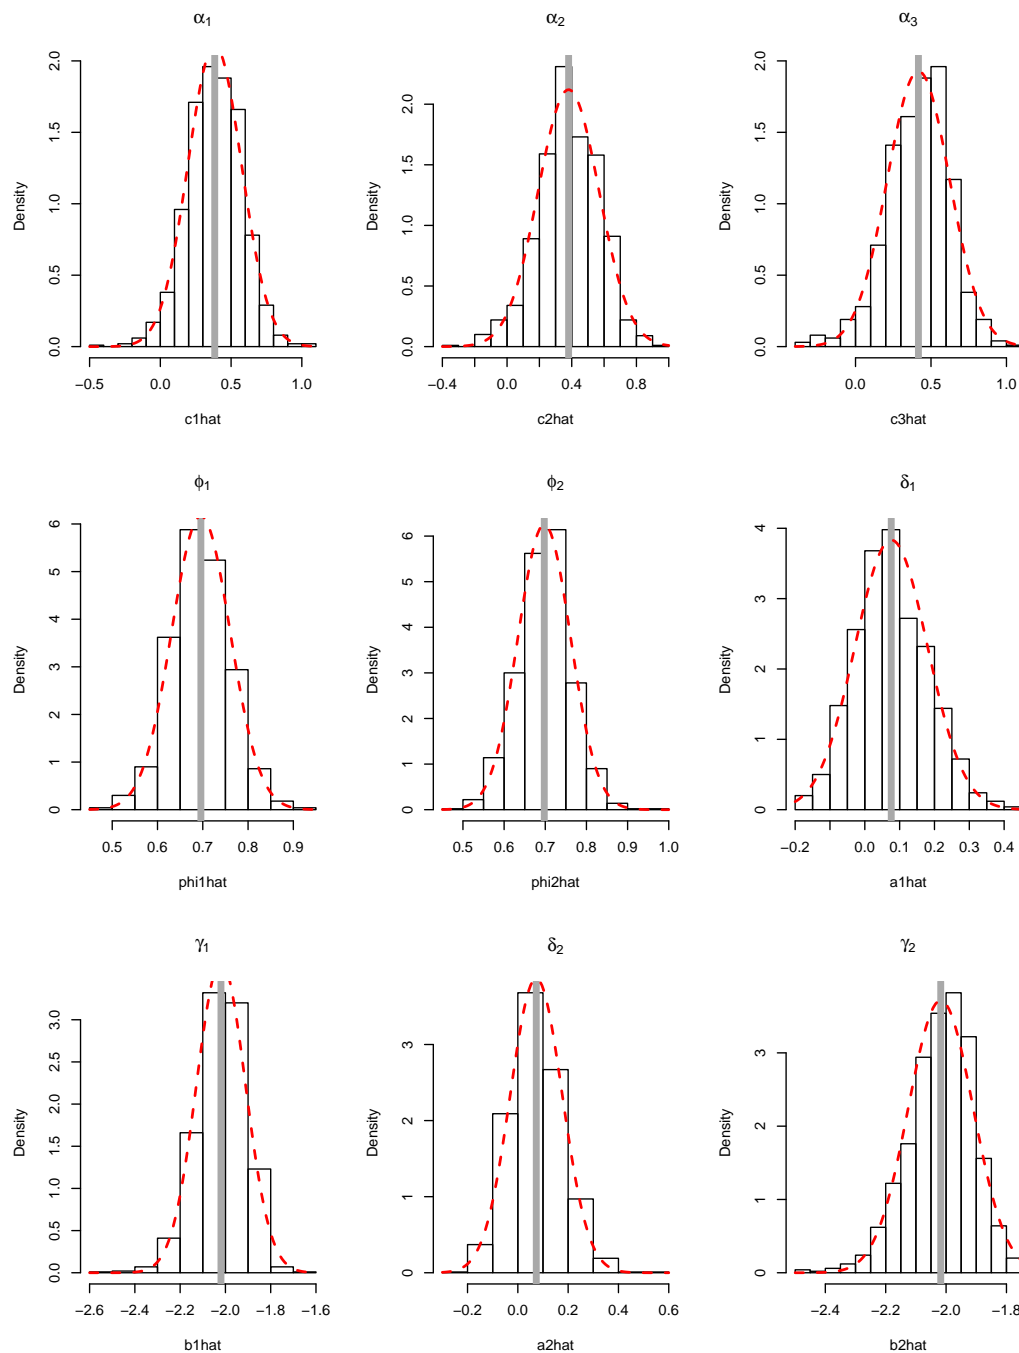 α1
Density
0.0 0.5 1.0 1.5 2.0
−0.5 0.0 0.5 1.0
c1hat
α2
Density
0.0 0.5 1.0 1.5 2.0
−0.4 0.0 0.4 0.8
c2hat
α3
Density
0.0 0.5 1.0 1.5 2.0
0.0 0.5 1.0
c3hat
ϕ1
Density
0 1 2 3 4 5 6
0.5 0.6 0.7 0.8 0.9
phi1hat
ϕ2
Density
0 1 2 3 4 5 6
0.5 0.6 0.7 0.8 0.9 1.0
phi2hat
δ1
Density
0 1 2 3 4
−0.2 0.0 0.1 0.2 0.3 0.4
a1hat
γ1
Density
0.0 0.5 1.0 1.5 2.0 2.5 3.0
−2.6 −2.4 −2.2 −2.0 −1.8 −1.6
b1hat
δ2
Density
0 1 2 3
−0.2 0.0 0.2 0.4 0.6
a2hat
γ2
Density
0 1 2 3
−2.4 −2.2 −2.0 −1.8
b2hat